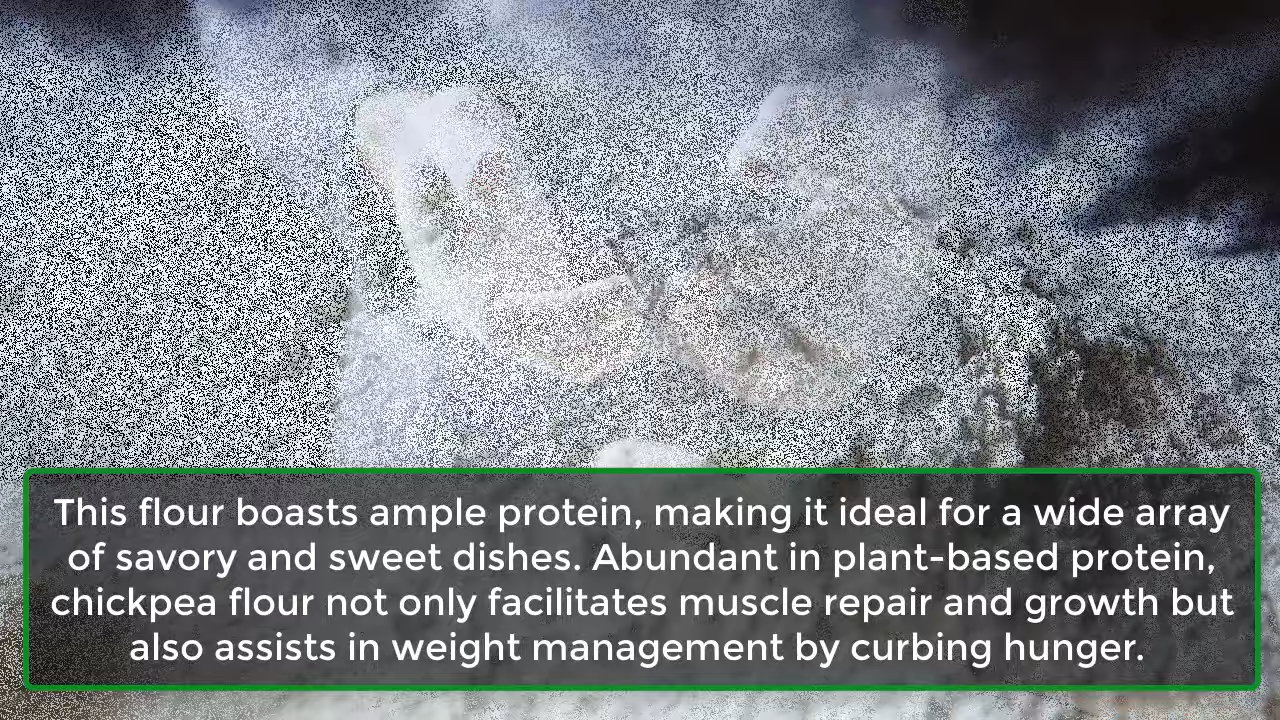 This flour boasts ample protein, making it ideal for a wide array
of savory and sweet dishes. Abundant in plant-based protein,
chickpea flour not only facilitates muscle repair and growth but
also assists in weight management by curbing hunger.